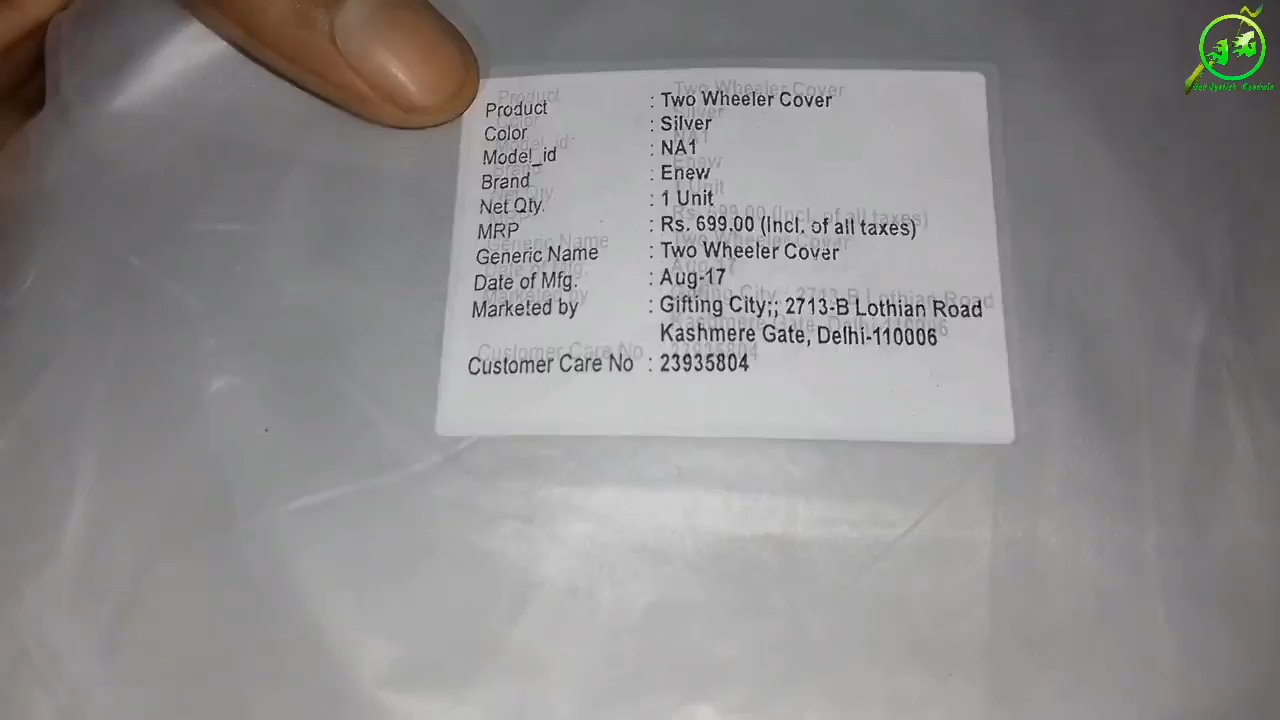 Product : Two Wheeler Cover
Color : Silver
Model_id : NA1
Brand : Enew
Net Qty. : 1 Unit
MRP : Rs. 699.00 (Incl. of all taxes)
Generic Name : Two Wheeler Cover
Date of Mfg. : Aug-17
Marketed by : Gifting City;; 2713-B Lothian Road
Kashmere Gate, Delhi-110006
Customer Care No : 23935804